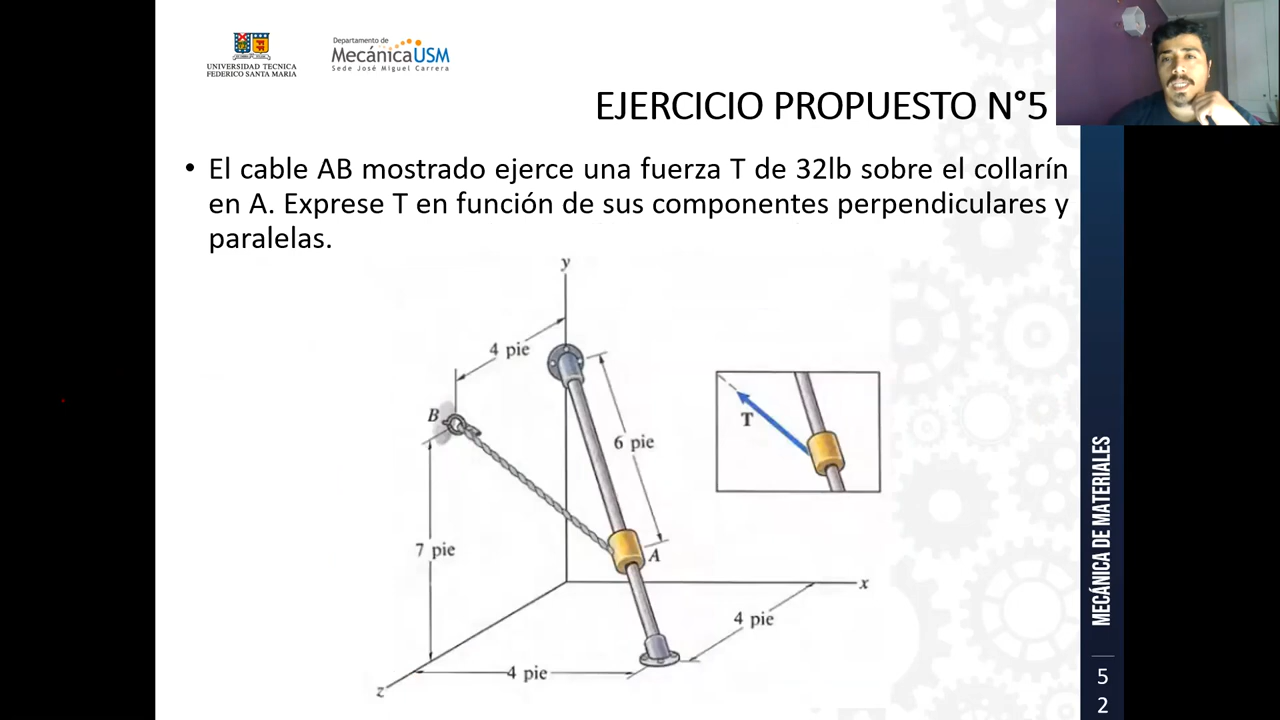 UNIVERSIDAD TECNICA
FEDERICO SANTA MARIA
Departamento de
MecánicaUSM
Sede José Miguel Carrera
EJERCICIO PROPUESTO N°5
• El cable AB mostrado ejerce una fuerza T de 32lb sobre el collarín
en A. Exprese T en función de sus componentes perpendiculares y
paralelas.
y
4 pie
B
6 pie
T
7 pie
A
x
4 pie
4 pie
z
MECÁNICA DE MATERIALES
5
2